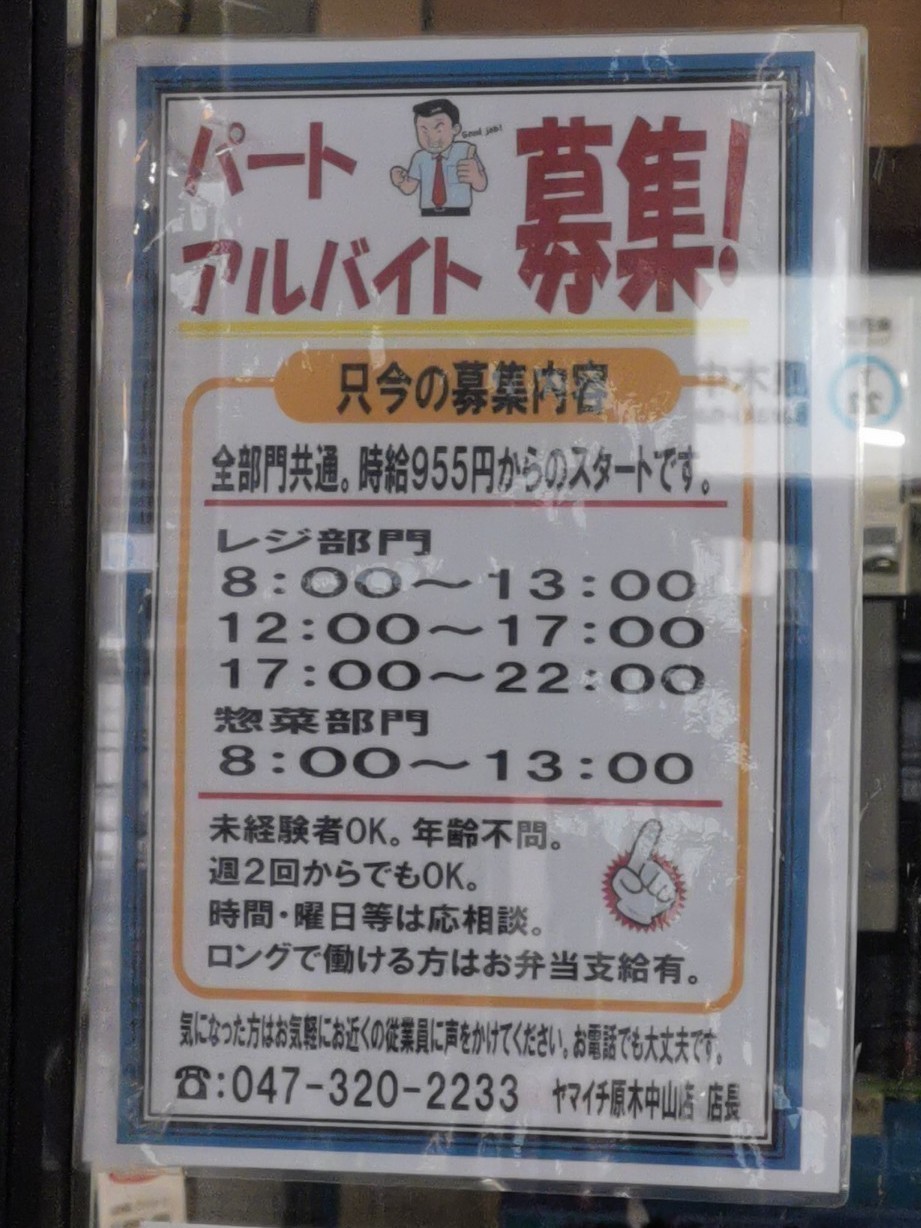 パート
アルバイト
Good job!
募集!
只今の募集内容
全部門共通。時給955円からのスタートです。
レジ部門
8:00～13:00
12:00～17:00
17:00～22:00
惣菜部門
8:00～13:00
未経験者OK。年齢不問。
週2回からでもOK。
時間・曜日等は応相談。
ロングで働ける方はお弁当支給有。
気になった方はお気軽にお近くの従業員に声をかけてください。お電話でも大丈夫です。
☎:047-320-2233 ヤマイチ原木中山店 店長